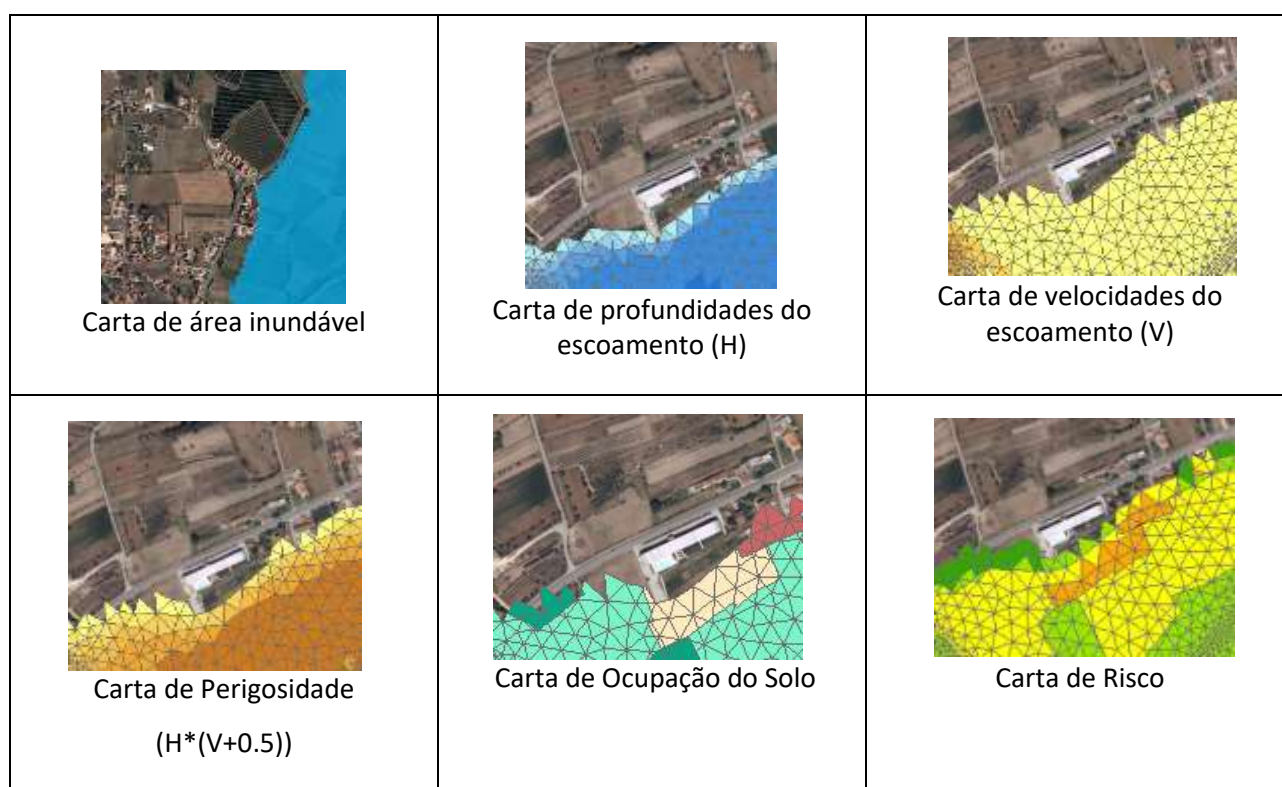 Carta de área inundável
Carta de profundidades do
escoamento (H)
Carta de velocidades do
escoamento (V)
Carta de Perigosidade
(H*(V+0.5))
Carta de Ocupação do Solo
Carta de Risco